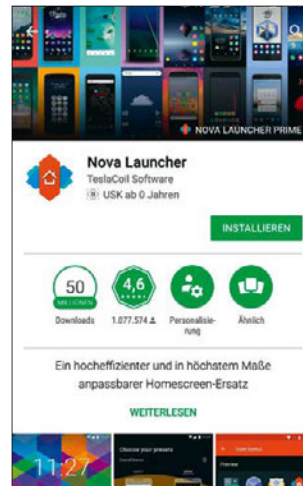 NOVA LAUNCHER PRIME
Nova Launcher
TeslaCoil Software
USK ab 0 Jahren
INSTALLIEREN
50
MILLIONEN
Downloads
4,6
1.077.574
Personalisie-
rung
Ähnlich
Ein hocheffizienter und in höchstem Maße
anpassbarer Homescreen-Ersatz
WEITERLESEN
11:27
Choose your presets
Preview